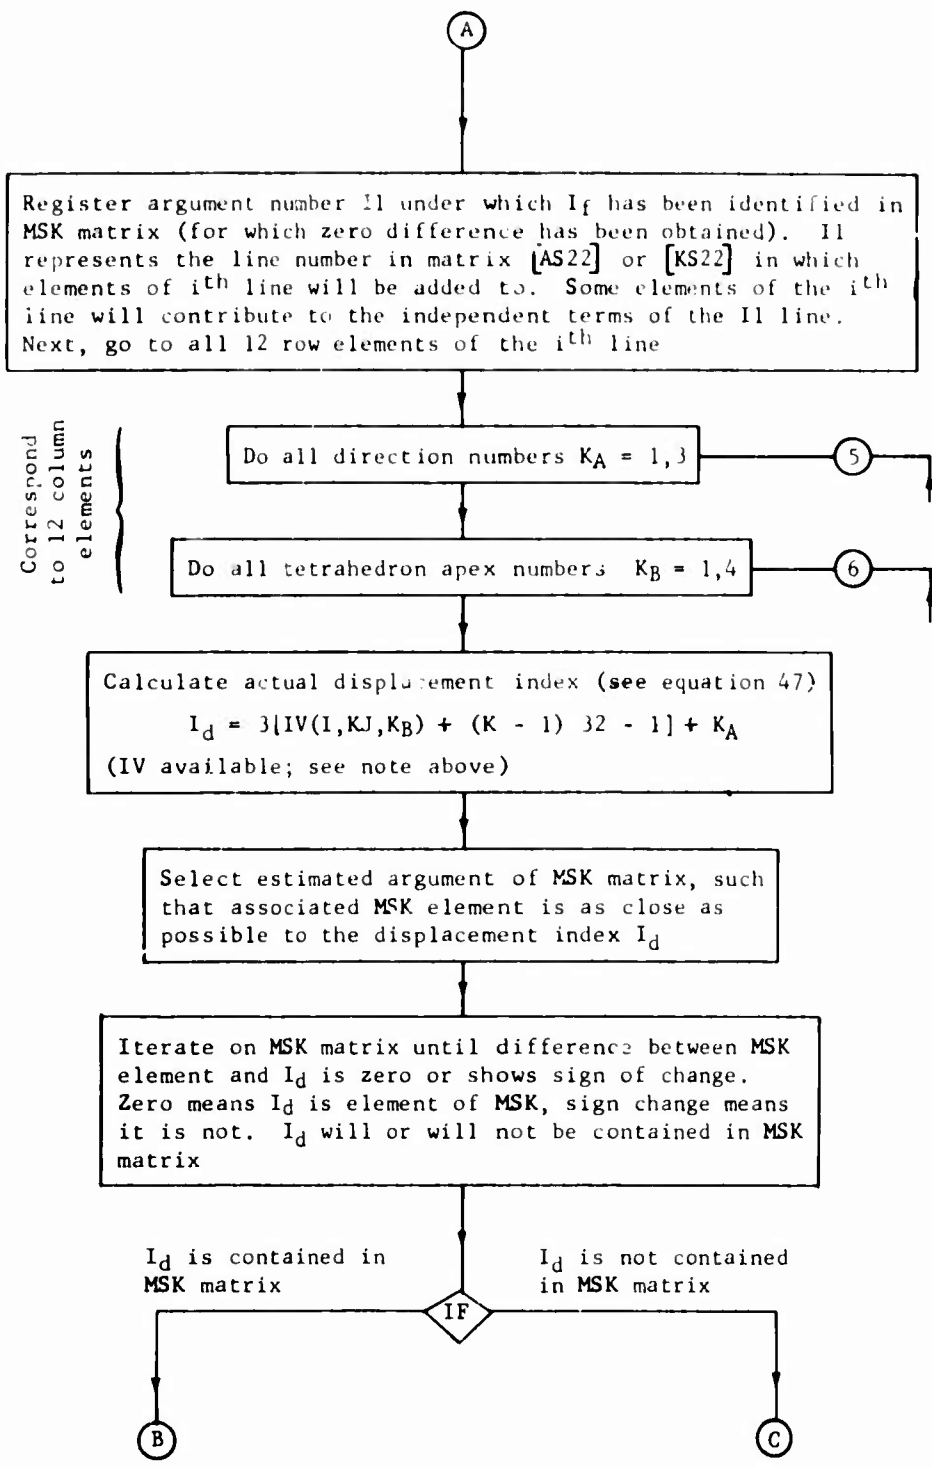 A
Register argument number I1 under which If has been identified in
MSK matrix (for which zero difference has been obtained). I1
represents the line number in matrix [AS22] or [KS22] in which
elements of ith line will be added to. Some elements of the ith
line will contribute to the independent terms of the I1 line.
Next, go to all 12 row elements of the ith line
Correspond
to 12 column
elements
Do all direction numbers KA = 1,3
5
Do all tetrahedron apex numbers KB = 1,4
6
Calculate actual displacement index (see equation 47)
Id = 3[IV(I,KJ,KB) + (K - 1) 32 - 1] + KA
(IV available; see note above)
Select estimated argument of MSK matrix, such
that associated MSK element is as close as
possible to the displacement index Id
Iterate on MSK matrix until difference between MSK
element and Id is zero or shows sign of change.
Zero means Id is element of MSK, sign change means
it is not. Id will or will not be contained in MSK
matrix
Id is contained in
MSK matrix
Id is not contained
in MSK matrix
IF
B
C